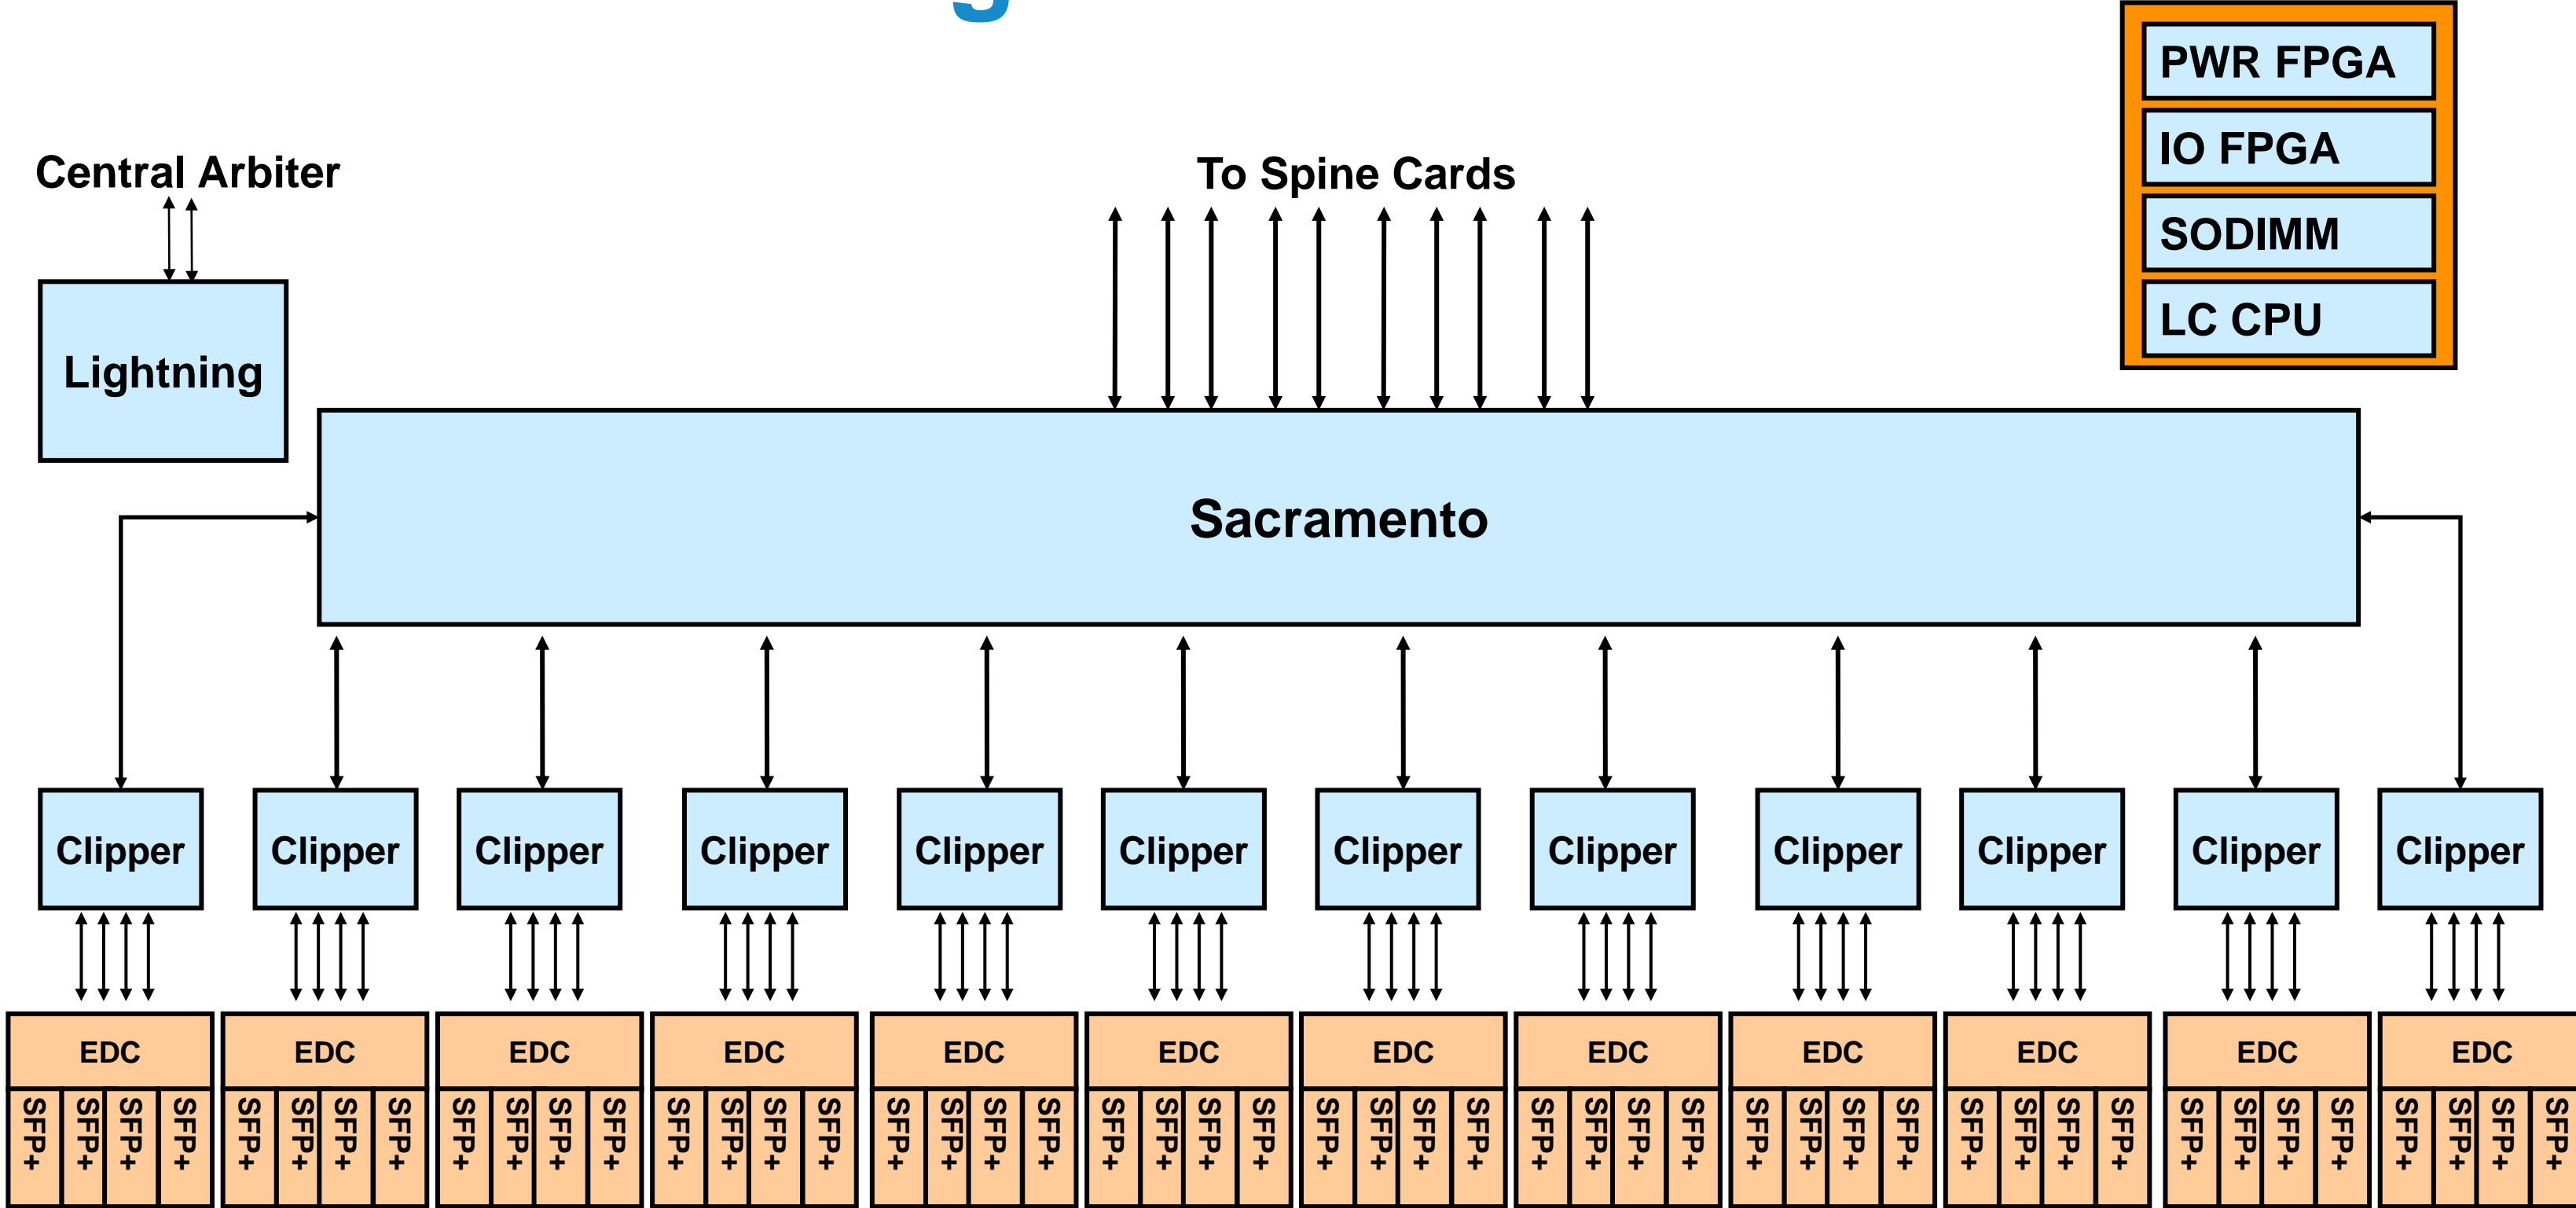 PWR FPGA
IO FPGA
SODIMM
LC CPU
Central Arbiter
To Spine Cards
Lightning
Sacramento
Clipper Clipper Clipper Clipper Clipper Clipper Clipper Clipper Clipper Clipper Clipper Clipper
EDC EDC EDC EDC EDC EDC EDC EDC EDC EDC EDC EDC
SFP+ SFP+ SFP+ SFP+ SFP+ SFP+ SFP+ SFP+ SFP+ SFP+ SFP+ SFP+ SFP+ SFP+ SFP+ SFP+ SFP+ SFP+ SFP+ SFP+ SFP+ SFP+ SFP+ SFP+ SFP+ SFP+ SFP+ SFP+ SFP+ SFP+ SFP+ SFP+ SFP+ SFP+ SFP+ SFP+ SFP+ SFP+ SFP+ SFP+ SFP+ SFP+ SFP+ SFP+ SFP+ SFP+ SFP+ SFP+